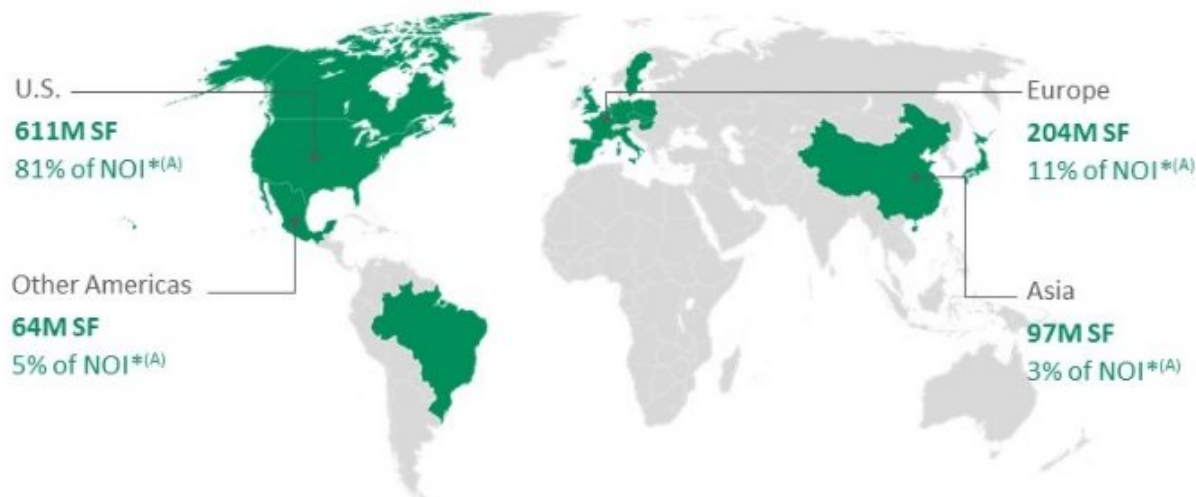 U.S.
611M SF
81% of NOI*(A)
Other Americas
64M SF
5% of NOI*(A)
Europe
204M SF
11% of NOI*(A)
Asia
97M SF
3% of NOI*(A)